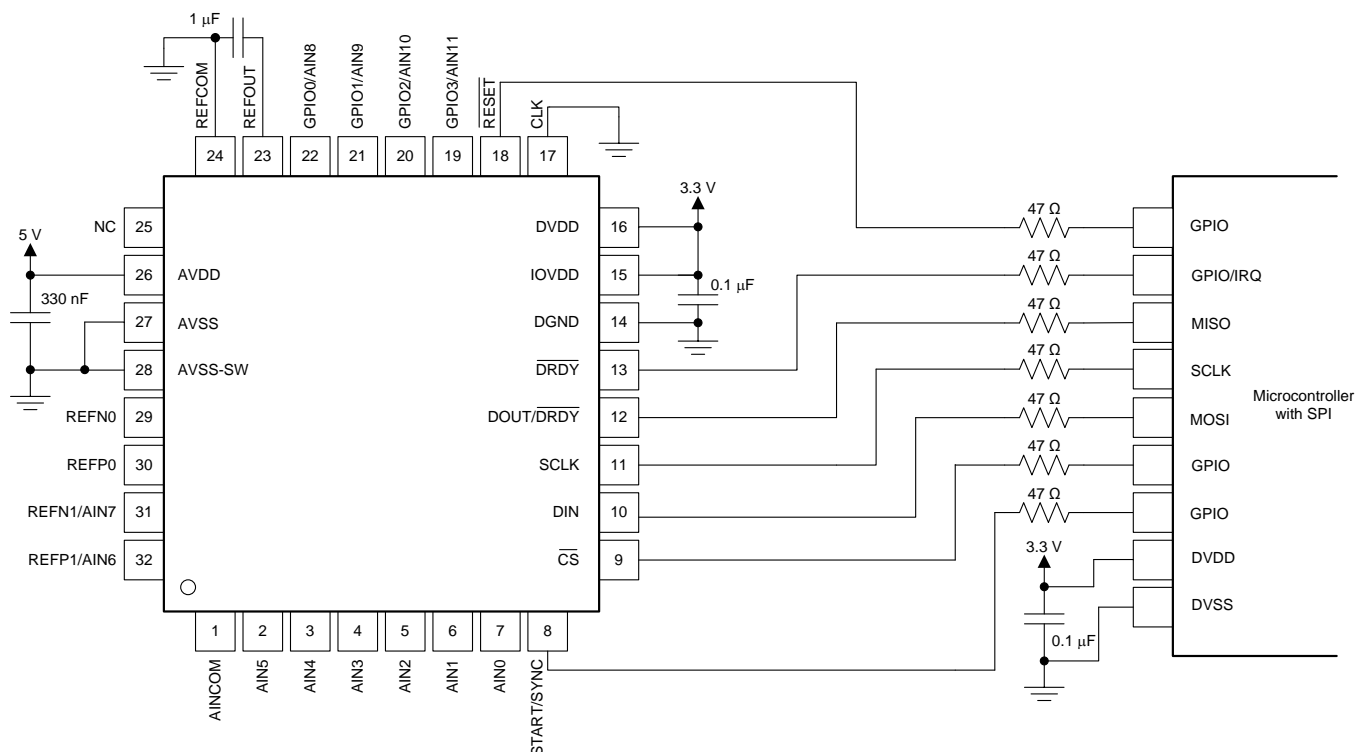 1 μF
REFCOM
REFOUT
GPIO0/AIN8
GPIO1/AIN9
GPIO2/AIN10
GPIO3/AIN11
RESET
CLK
24
23
22
21
20
19
18
17
NC
25
5 V
26
AVDD
330 nF
27
AVSS
28
AVSS-SW
REFN0
29
REFP0
30
REFN1/AIN7
31
REFP1/AIN6
32
3.3 V
DVDD
16
IOVDD
15
0.1 μF
DGND
14
DRDY
13
DOUT/DRDY
12
SCLK
11
DIN
10
CS
9
47 Ω
GPIO
47 Ω
GPIO/IRQ
47 Ω
MISO
47 Ω
SCLK
47 Ω
MOSI
47 Ω
GPIO
47 Ω
GPIO
Microcontroller
with SPI
3.3 V
DVDD
DVSS
0.1 μF
1
2
3
4
5
6
7
8
AINCOM
AIN5
AIN4
AIN3
AIN2
AIN1
AIN0
START/SYNC